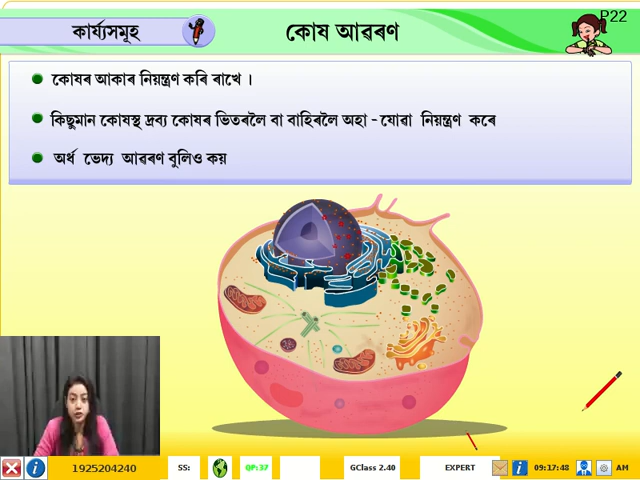 কাৰ্য্যসমূহ
কোষ আৱৰণ
P22
কোষৰ আকাৰ নিয়ন্ত্ৰণ কৰি ৰাখে ।
কিছুমান কোষস্থ দ্ৰব্য কোষৰ ভিতৰলৈ বা বাহিৰলৈ অহা - যোৱা নিয়ন্ত্ৰণ কৰে
অৰ্ধ ভেদ্য আৱৰণ বুলিও কয়
1925204240 SS: QP:37 GClass 2.40 EXPERT 09:17:48 AM